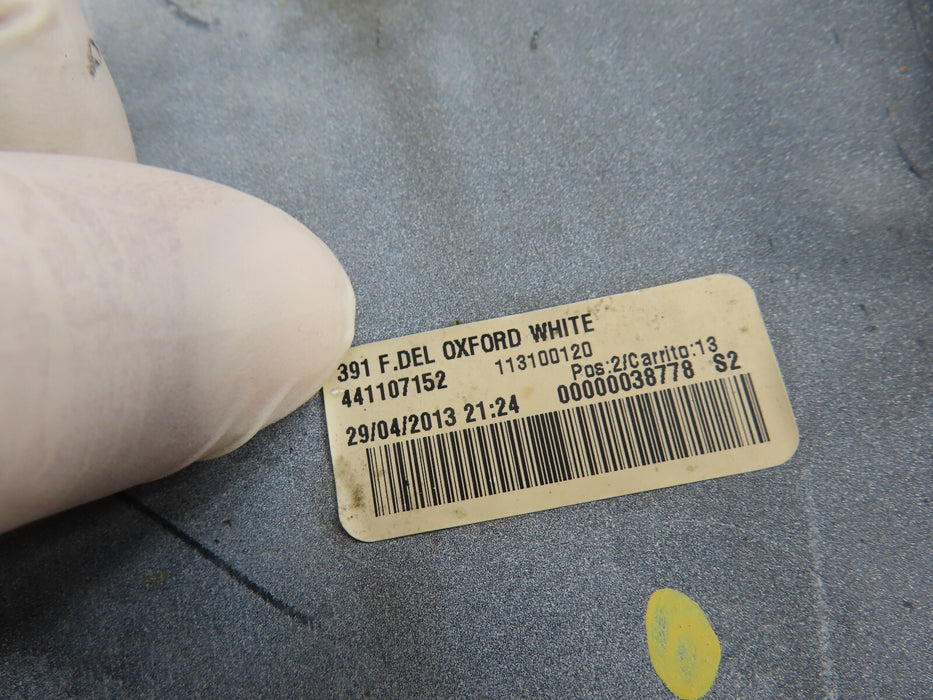 391 F.DEL OXFORD WHITE
441107152 113100120 Pos:2/Carrito:13
29/04/2013 21:24 00000038778 S2